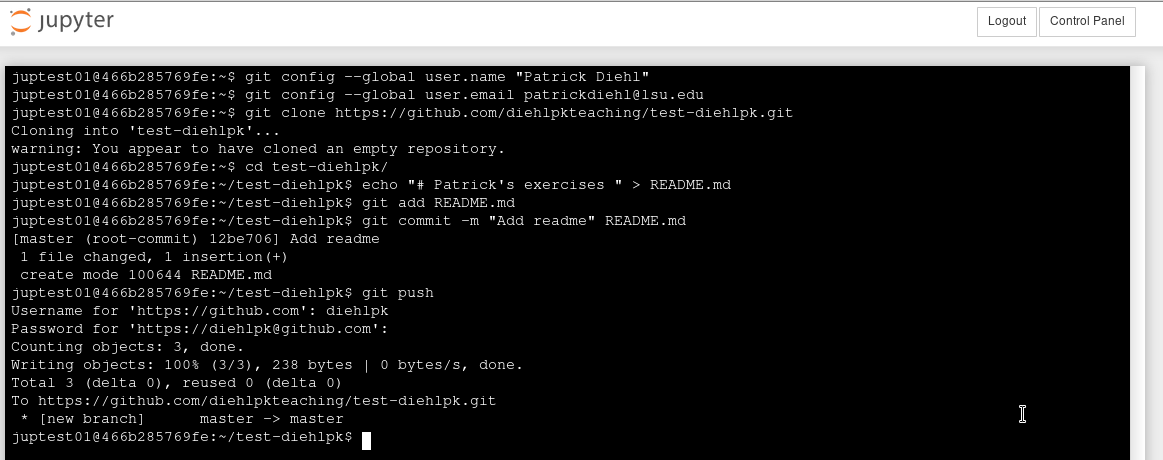 jupyter
Logout
Control Panel
juptest01@466b285769fe:~$ git config --global user.name "Patrick Diehl"
juptest01@466b285769fe:~$ git config --global user.email patrickdiehl@lsu.edu
juptest01@466b285769fe:~$ git clone https://github.com/diehlpkteaching/test-diehlpk.git
Cloning into 'test-diehlpk'...
warning: You appear to have cloned an empty repository.
juptest01@466b285769fe:~$ cd test-diehlpk/
juptest01@466b285769fe:~/test-diehlpk$ echo "# Patrick's exercises " > README.md
juptest01@466b285769fe:~/test-diehlpk$ git add README.md
juptest01@466b285769fe:~/test-diehlpk$ git commit -m "Add readme" README.md
[master (root-commit) 12be706] Add readme
 1 file changed, 1 insertion(+)
 create mode 100644 README.md
juptest01@466b285769fe:~/test-diehlpk$ git push
Username for 'https://github.com': diehlpk
Password for 'https://diehlpk@github.com':
Counting objects: 3, done.
Writing objects: 100% (3/3), 238 bytes | 0 bytes/s, done.
Total 3 (delta 0), reused 0 (delta 0)
To https://github.com/diehlpkteaching/test-diehlpk.git
 * [new branch]      master -> master
juptest01@466b285769fe:~/test-diehlpk$